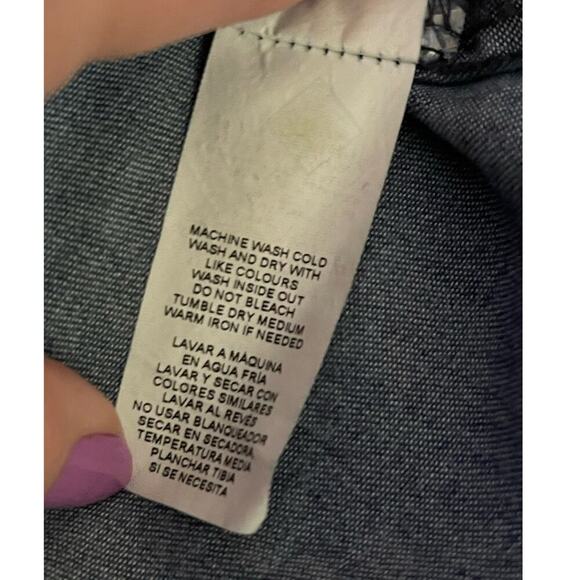 MACHINE WASH COLD
WASH AND DRY WITH
LIKE COLOURS
WASH INSIDE OUT
DO NOT BLEACH
TUMBLE DRY MEDIUM
WARM IRON IF NEEDED
LAVAR A MÁQUINA
EN AGUA FRÍA
LAVAR Y SECAR CON
COLORES SIMILARES
LAVAR AL REVÉS
NO USAR BLANQUEADOR
SECAR EN SECADORA,
TEMPERATURA MEDIA
PLANCHAR TIBIA
SI SE NECESITA